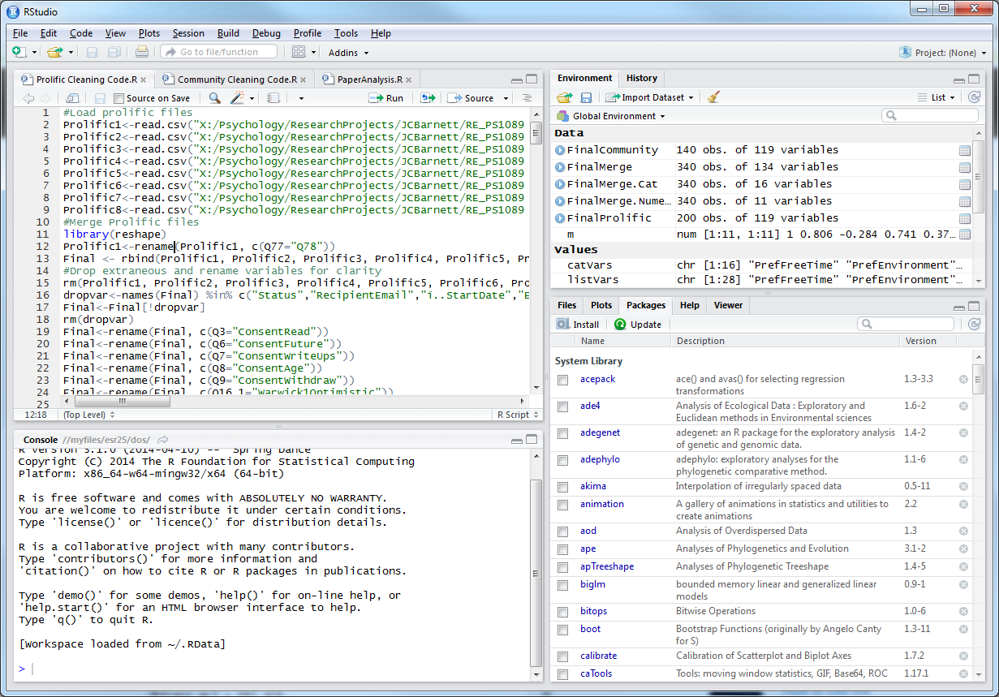 RStudio
File Edit Code View Plots Session Build Debug Profile Tools Help
Go to file/function Addins Project: (None)
Prolific Cleaning Code.R Community Cleaning Code.R PaperAnalysis.R
Source on Save Run Source
1 #Load prolific files
2 Prolific1<-read.csv("X:/Psychology/ResearchProjects/JCBarnett/RE_PS1089
3 Prolific2<-read.csv("X:/Psychology/ResearchProjects/JCBarnett/RE_PS1089
4 Prolific3<-read.csv("X:/Psychology/ResearchProjects/JCBarnett/RE_PS1089
5 Prolific4<-read.csv("X:/Psychology/ResearchProjects/JCBarnett/RE_PS1089
6 Prolific5<-read.csv("X:/Psychology/ResearchProjects/JCBarnett/RE_PS1089
7 Prolific6<-read.csv("X:/Psychology/ResearchProjects/JCBarnett/RE_PS1089
8 Prolific7<-read.csv("X:/Psychology/ResearchProjects/JCBarnett/RE_PS1089
9 Prolific8<-read.csv("X:/Psychology/ResearchProjects/JCBarnett/RE_PS1089
10 #Merge Prolific files
11 library(reshape)
12 Prolific1<-rename(Prolific1, c(Q77="Q78"))
13 Final <- rbind(Prolific1, Prolific2, Prolific3, Prolific4, Prolific5, Pr
14 #Drop extraneous and rename variables for clarity
15 rm(Prolific1, Prolific2, Prolific3, Prolific4, Prolific5, Prolific6, Pro
16 dropvar<-names(Final) %in% c("Status","RecipientEmail","ï..StartDate","E
17 Final<-Final[!dropvar]
18 rm(dropvar)
19 Final<-rename(Final, c(Q3="ConsentRead"))
20 Final<-rename(Final, c(Q6="ConsentFuture"))
21 Final<-rename(Final, c(Q7="ConsentWriteUps"))
22 Final<-rename(Final, c(Q8="ConsentAge"))
23 Final<-rename(Final, c(Q9="ConsentWithdraw"))
24 Final<-rename(Final, c(Q16_1="Warwick1Optimistic"))
25
12:18 (Top Level) R Script
Console //myfiles/esr25/dos/
R version 3.1.0 (2014-04-10) -- "Spring Dance"
Copyright (C) 2014 The R Foundation for Statistical Computing
Platform: x86_64-w64-mingw32/x64 (64-bit)
R is free software and comes with ABSOLUTELY NO WARRANTY.
You are welcome to redistribute it under certain conditions.
Type 'license()' or 'licence()' for distribution details.
R is a collaborative project with many contributors.
Type 'contributors()' for more information and
'citation()' on how to cite R or R packages in publications.
Type 'demo()' for some demos, 'help()' for on-line help, or
'help.start()' for an HTML browser interface to help.
Type 'q()' to quit R.
[Workspace loaded from ~/.RData]
>
Environment History
Import Dataset List
Global Environment
Data
FinalCommunity 140 obs. of 119 variables
FinalMerge 340 obs. of 134 variables
FinalMerge.Cat 340 obs. of 16 variables
FinalMerge.Nume… 340 obs. of 11 variables
FinalProlific 200 obs. of 119 variables
m num [1:11, 1:11] 1 0.806 -0.284 0.741 0.37…
Values
catVars chr [1:16] "PrefFreeTime" "PrefEnvironment"…
listVars chr [1:28] "PrefFreeTime" "PrefEnvironment"…
Files Plots Packages Help Viewer
Install Update
Name Description Version
System Library
acepack ace() and avas() for selecting regression 1.3-3.3
transformations
ade4 Analysis of Ecological Data : Exploratory and 1.6-2
Euclidean methods in Environmental sciences
adegenet adegenet: an R package for the exploratory analysis 1.4-2
of genetic and genomic data.
adephylo adephylo: exploratory analyses for the 1.1-6
phylogenetic comparative method.
akima Interpolation of irregularly spaced data 0.5-11
animation A gallery of animations in statistics and utilities to 2.2
create animations
aod Analysis of Overdispersed Data 1.3
ape Analyses of Phylogenetics and Evolution 3.1-2
apTreeshape Analyses of Phylogenetic Treeshape 1.4-5
biglm bounded memory linear and generalized linear 0.9-1
models
bitops Bitwise Operations 1.0-6
boot Bootstrap Functions (originally by Angelo Canty 1.3-11
for S)
calibrate Calibration of Scatterplot and Biplot Axes 1.7.2
caTools Tools: moving window statistics, GIF, Base64, ROC 1.17.1